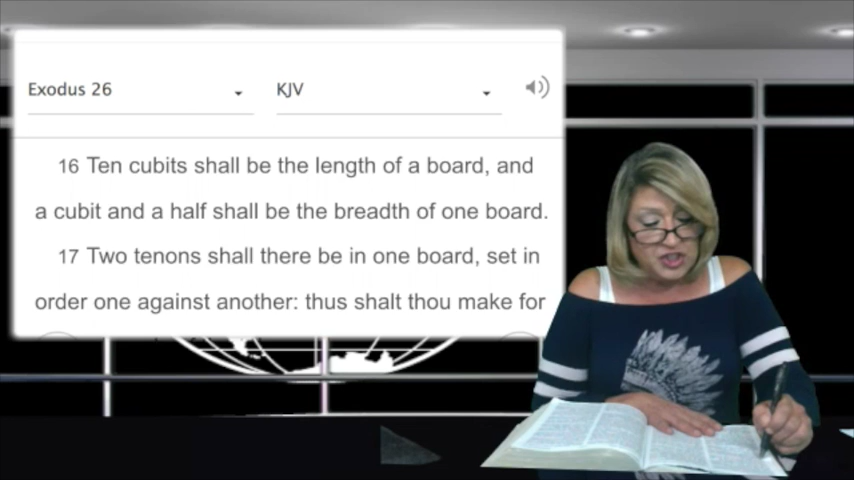 Exodus 26
KJV
16 Ten cubits shall be the length of a board, and
a cubit and a half shall be the breadth of one board.
17 Two tenons shall there be in one board, set in
order one against another: thus shalt thou make for